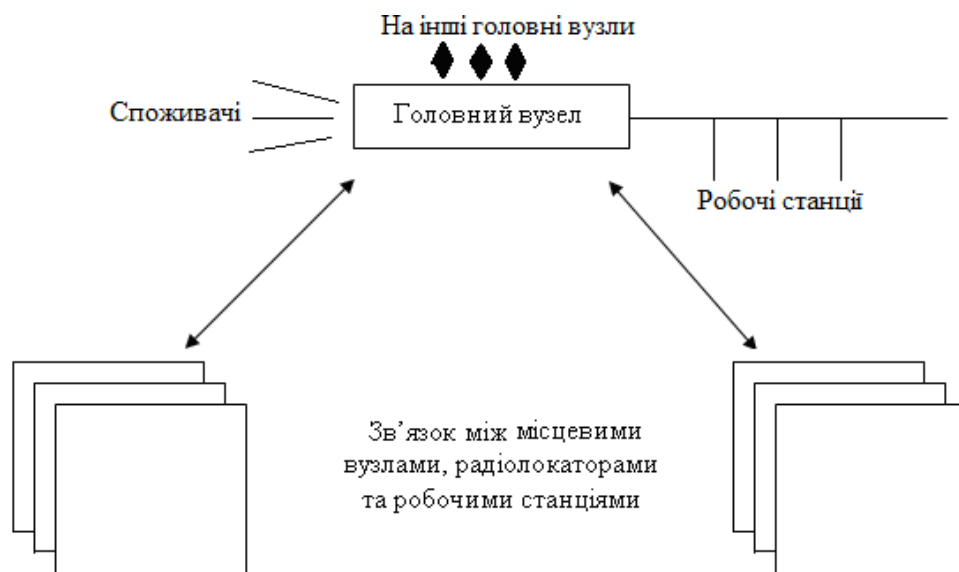 На інші головні вузли
Споживачі
Головний вузел
Робочі станції
Зв’язок між місцевими
вузлами, радіолокаторами
та робочими станціями